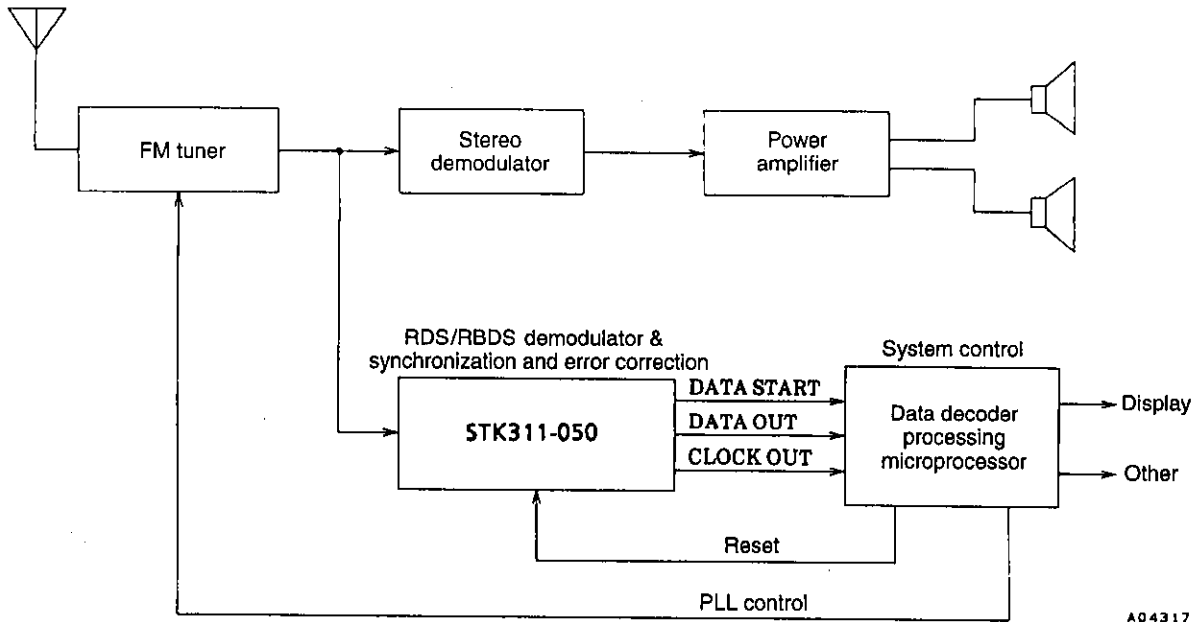 FM tuner
Stereo
demodulator
Power
amplifier
RDS/RBDS demodulator &
synchronization and error correction
STK311-050
DATA START
DATA OUT
CLOCK OUT
System control
Data decoder
processing
microprocessor
Display
Other
Reset
PLL control
A04317